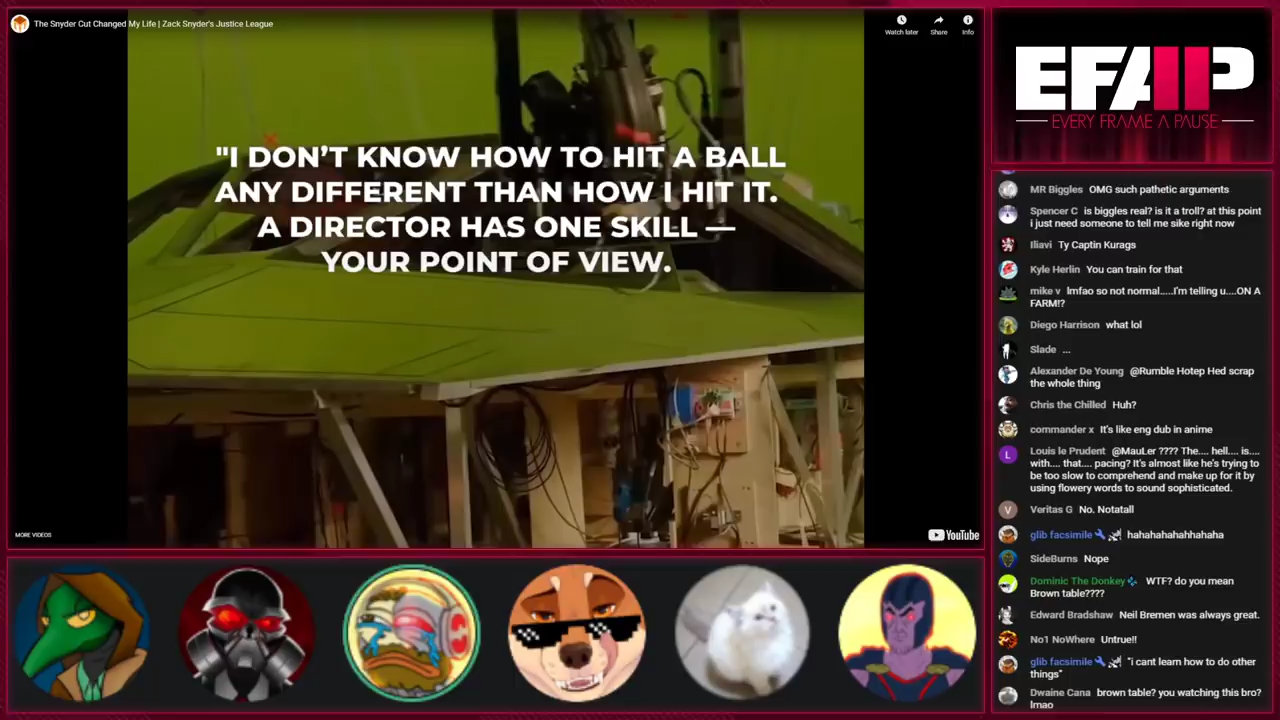 The Snyder Cut Changed My Life | Zack Snyder's Justice League
Watch later
Share
Info
"I DON'T KNOW HOW TO HIT A BALL
ANY DIFFERENT THAN HOW I HIT IT.
A DIRECTOR HAS ONE SKILL —
YOUR POINT OF VIEW.
MORE VIDEOS
YouTube
EFAP
EVERY FRAME A PAUSE
MR Biggles OMG such pathetic arguments
Spencer C is biggles real? is it a troll? at this point
i just need someone to tell me sike right now
Iliavi Ty Captin Kurags
Kyle Herlin You can train for that
mike v lmfao so not normal.....I'm telling u....ON A
FARM!?
Diego Harrison what lol
Slade ...
Alexander De Young @Rumble Hotep Hed scrap
the whole thing
Chris the Chilled Huh?
commander x It's like eng dub in anime
L
Louis le Prudent @MauLer ???? The.... hell.... is....
with.... that.... pacing? It's almost like he's trying to
be too slow to comprehend and make up for it by
using flowery words to sound sophisticated.
V
Veritas G No. Notatall
glib facsimile hahahahahahhahaha
SideBurns Nope
Dominic The Donkey WTF? do you mean
Brown table????
Edward Bradshaw Neil Bremen was always great.
No1 NoWhere Untrue!!
glib facsimile "i cant learn how to do other
things"
Dwaine Cana brown table? you watching this bro?
lmao